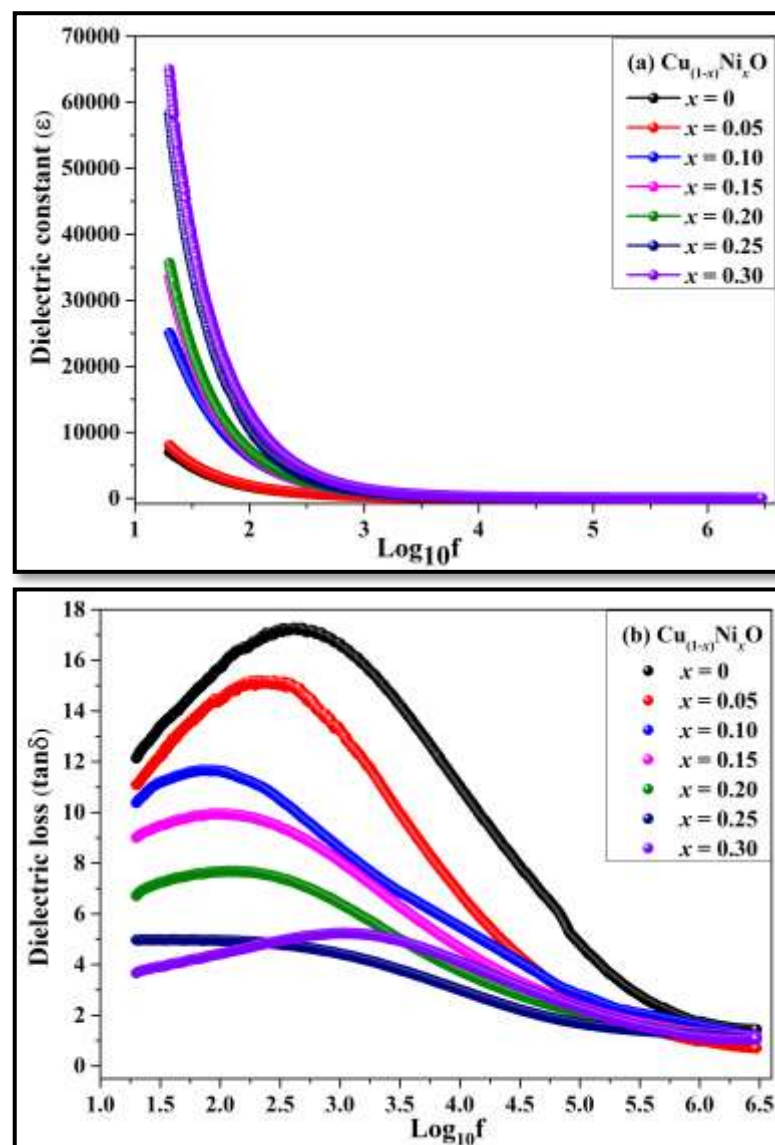 70000
60000
50000
40000
30000
20000
10000
0
Dielectric constant (ε)
(a) Cu(1-x)NixO
x = 0
x = 0.05
x = 0.10
x = 0.15
x = 0.20
x = 0.25
x = 0.30
1 2 3 4 5 6
Log10f
18
16
14
12
10
8
6
4
2
0
Dielectric loss (tanδ)
(b) Cu(1-x)NixO
x = 0
x = 0.05
x = 0.10
x = 0.15
x = 0.20
x = 0.25
x = 0.30
1.0 1.5 2.0 2.5 3.0 3.5 4.0 4.5 5.0 5.5 6.0 6.5
Log10f